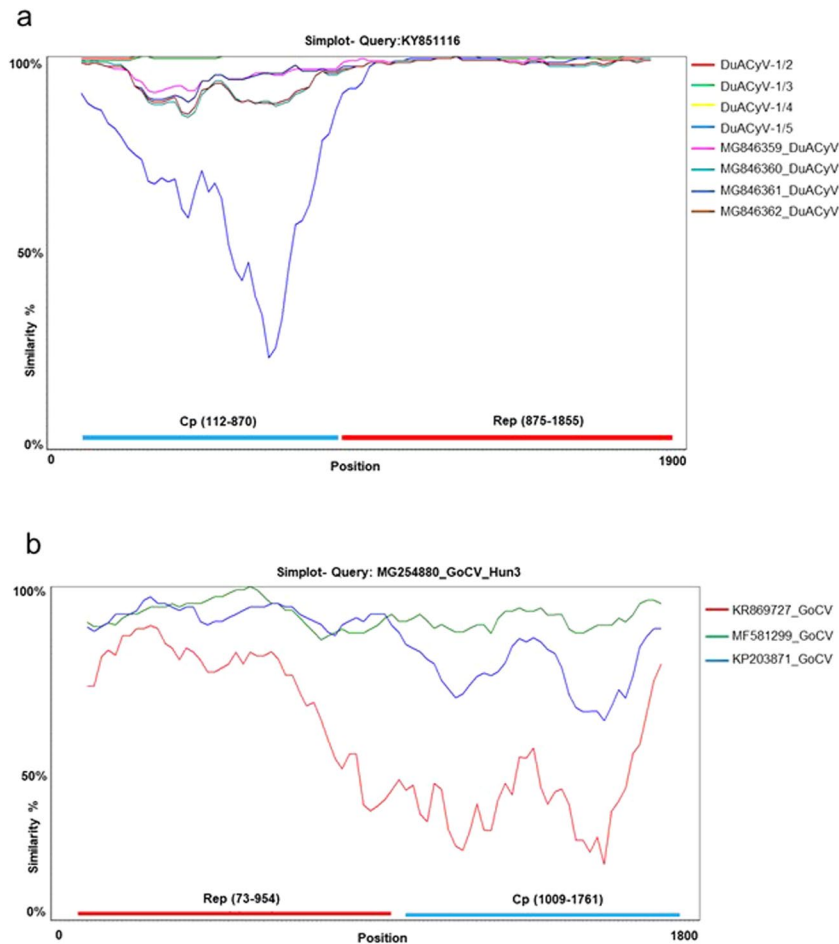 a
Simplot- Query:KY851116
100%
50%
0%
Similarity %
Cp (112-870)
Rep (875-1855)
0
Position
1900
DuACyV-1/2
DuACyV-1/3
DuACyV-1/4
DuACyV-1/5
MG846359_DuACyV
MG846360_DuACyV
MG846361_DuACyV
MG846362_DuACyV
b
Simplot- Query: MG254880_GoCV_Hun3
100%
50%
0%
Similarity %
Rep (73-954)
Cp (1009-1761)
0
Position
1800
KR869727_GoCV
MF581299_GoCV
KP203871_GoCV